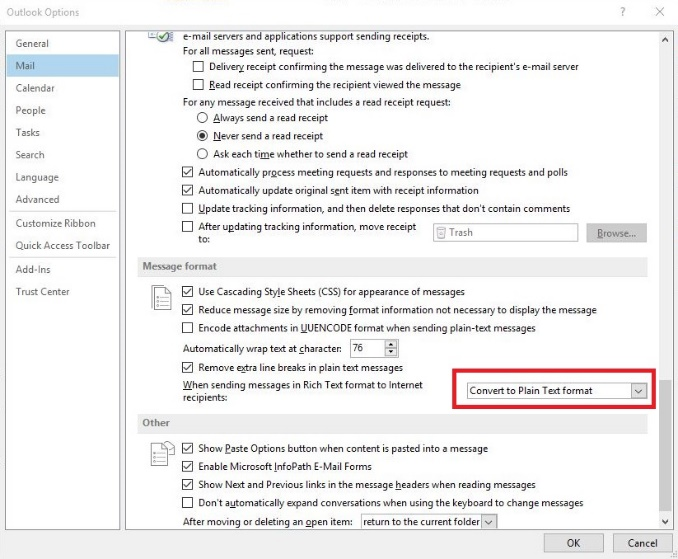 Outlook Options
?
General
Mail
Calendar
People
Tasks
Search
Language
Advanced
Customize Ribbon
Quick Access Toolbar
Add-Ins
Trust Center
e-mail servers and applications support sending receipts.
For all messages sent, request:
Delivery receipt confirming the message was delivered to the recipient's e-mail server
Read receipt confirming the recipient viewed the message
For any message received that includes a read receipt request:
Always send a read receipt
Never send a read receipt
Ask each time whether to send a read receipt
Automatically process meeting requests and responses to meeting requests and polls
Automatically update original sent item with receipt information
Update tracking information, and then delete responses that don't contain comments
After updating tracking information, move receipt
to:
Trash
Browse...
Message format
Use Cascading Style Sheets (CSS) for appearance of messages
Reduce message size by removing format information not necessary to display the message
Encode attachments in UUENCODE format when sending plain-text messages
Automatically wrap text at character: 76
Remove extra line breaks in plain text messages
When sending messages in Rich Text format to Internet
recipients:
Convert to Plain Text format
Other
Show Paste Options button when content is pasted into a message
Enable Microsoft InfoPath E-Mail Forms
Show Next and Previous links in the message headers when reading messages
Don't automatically expand conversations when using the keyboard to change messages
After moving or deleting an open item: return to the current folder
OK
Cancel